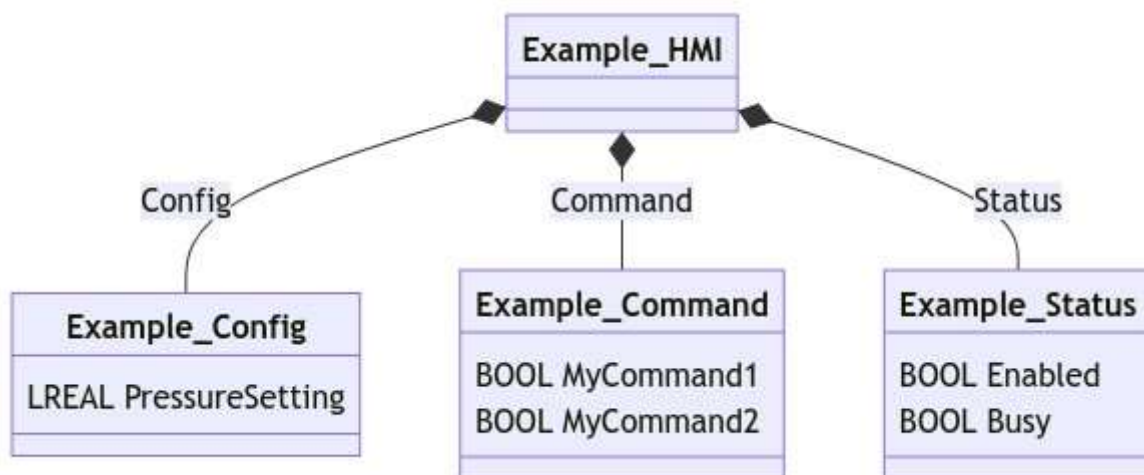 Example_HMI
Config
Command
Status
Example_Config
LREAL PressureSetting
Example_Command
BOOL MyCommand1
BOOL MyCommand2
Example_Status
BOOL Enabled
BOOL Busy